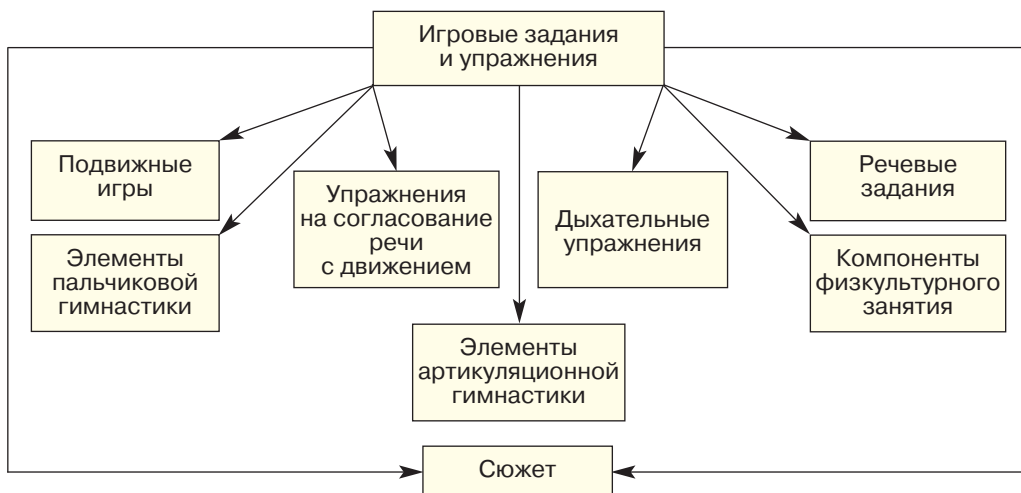 Игровые задания
и упражнения
Подвижные
игры
Упражнения
на согласование
речи
с движением
Дыхательные
упражнения
Речевые
задания
Элементы
пальчиковой
гимнастики
Компоненты
физкультурного
занятия
Элементы
артикуляционной
гимнастики
Сюжет